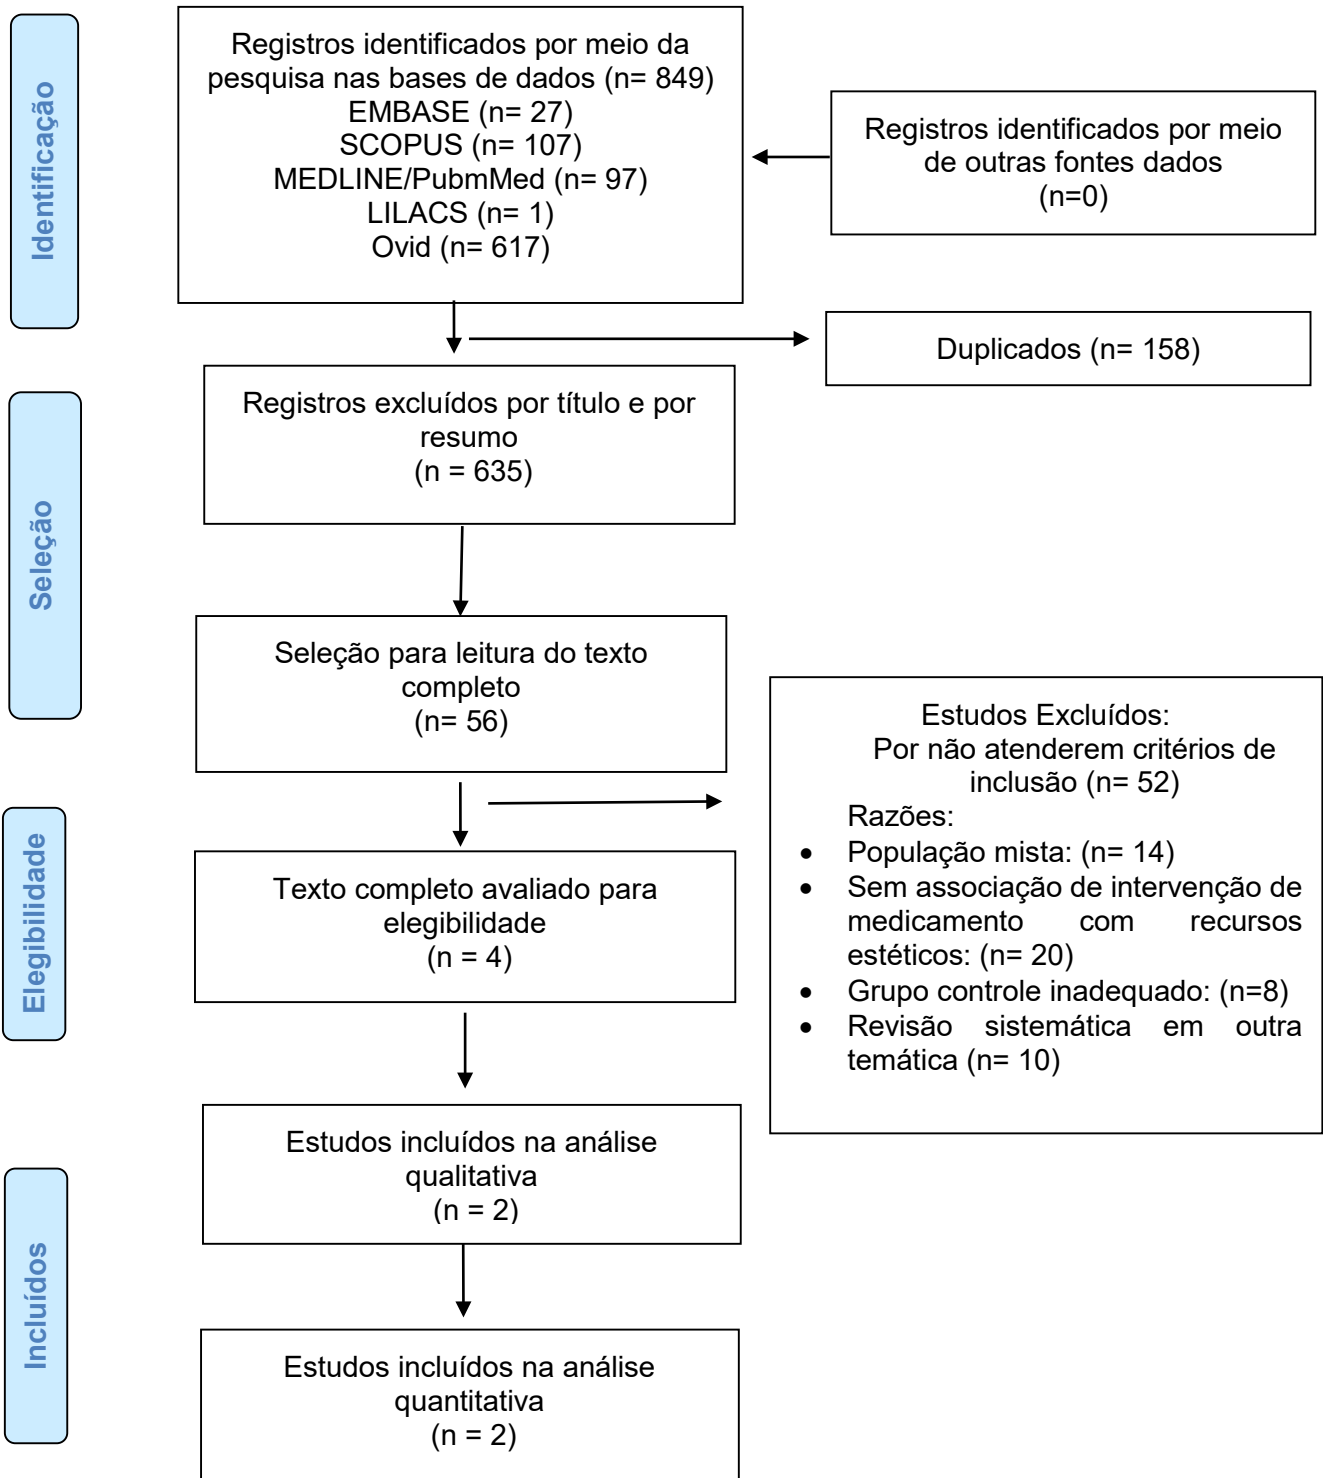 Identificação
Registros identificados por meio da
pesquisa nas bases de dados (n= 849)
EMBASE (n= 27)
SCOPUS (n= 107)
MEDLINE/PubmMed (n= 97)
LILACS (n= 1)
Ovid (n= 617)
Registros identificados por meio
de outras fontes dados
(n=0)
Duplicados (n= 158)
Seleção
Registros excluídos por título e por
resumo
(n = 635)
Seleção para leitura do texto
completo
(n= 56)
Estudos Excluídos:
Por não atenderem critérios de
inclusão (n= 52)
Razões:
• População mista: (n= 14)
• Sem associação de intervenção de
medicamento com recursos
estéticos: (n= 20)
• Grupo controle inadequado: (n=8)
• Revisão sistemática em outra
temática (n= 10)
Elegibilidade
Texto completo avaliado para
elegibilidade
(n = 4)
Incluídos
Estudos incluídos na análise
qualitativa
(n = 2)
Estudos incluídos na análise
quantitativa
(n = 2)